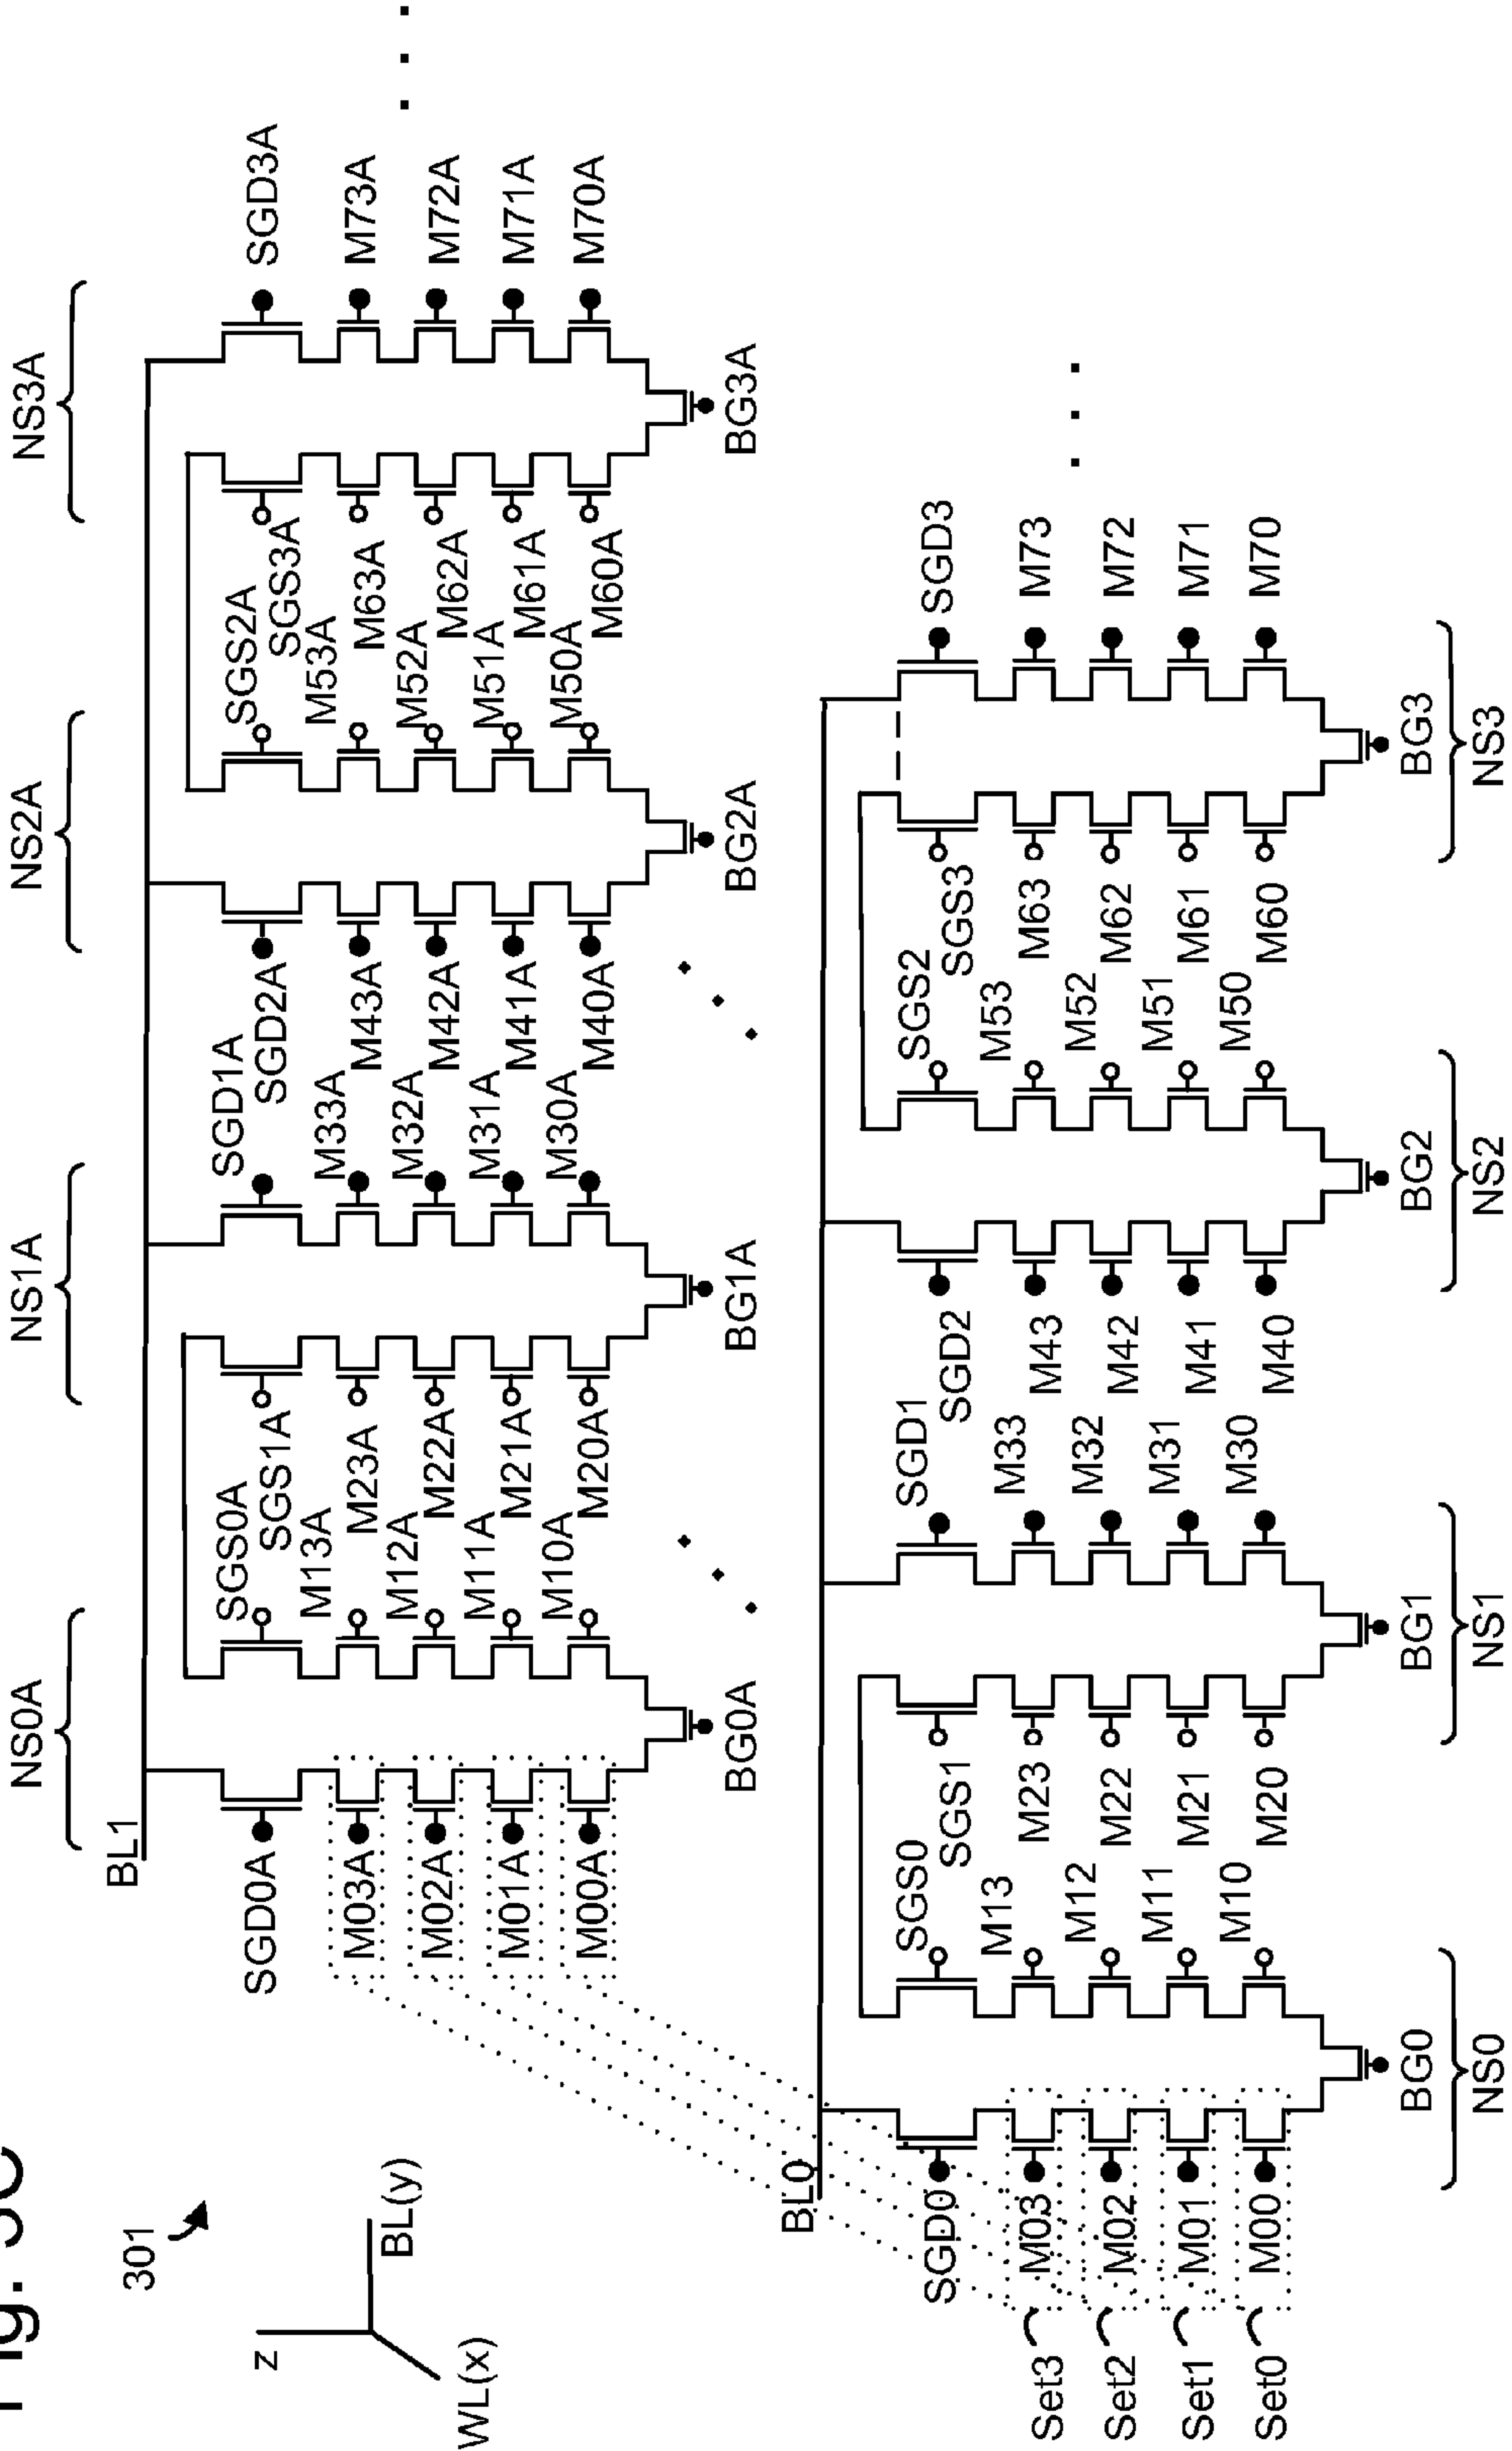 Fig. 3C
301
z
BL(y)
WL(x)
NS0A
NS1A
NS2A
NS3A
BL1
SGD0A
SGS0A
SGS1A
SGD1A
SGD2A
SGS2A
SGS3A
SGD3A
M03A
M13A
M23A
M33A
M43A
M53A
M63A
M73A
M02A
M12A
M22A
M32A
M42A
M52A
M62A
M72A
M01A
M11A
M21A
M31A
M41A
M51A
M61A
M71A
M00A
M10A
M20A
M30A
M40A
M50A
M60A
M70A
BG0A
BG1A
BG2A
BG3A
BL0
SGD0
SGS0
SGS1
SGD1
SGD2
SGS2
SGS3
SGD3
Set3
M03
M13
M23
M33
M43
M53
M63
M73
Set2
M02
M12
M22
M32
M42
M52
M62
M72
Set1
M01
M11
M21
M31
M41
M51
M61
M71
Set0
M00
M10
M20
M30
M40
M50
M60
M70
BG0
BG1
BG2
BG3
NS0
NS1
NS2
NS3